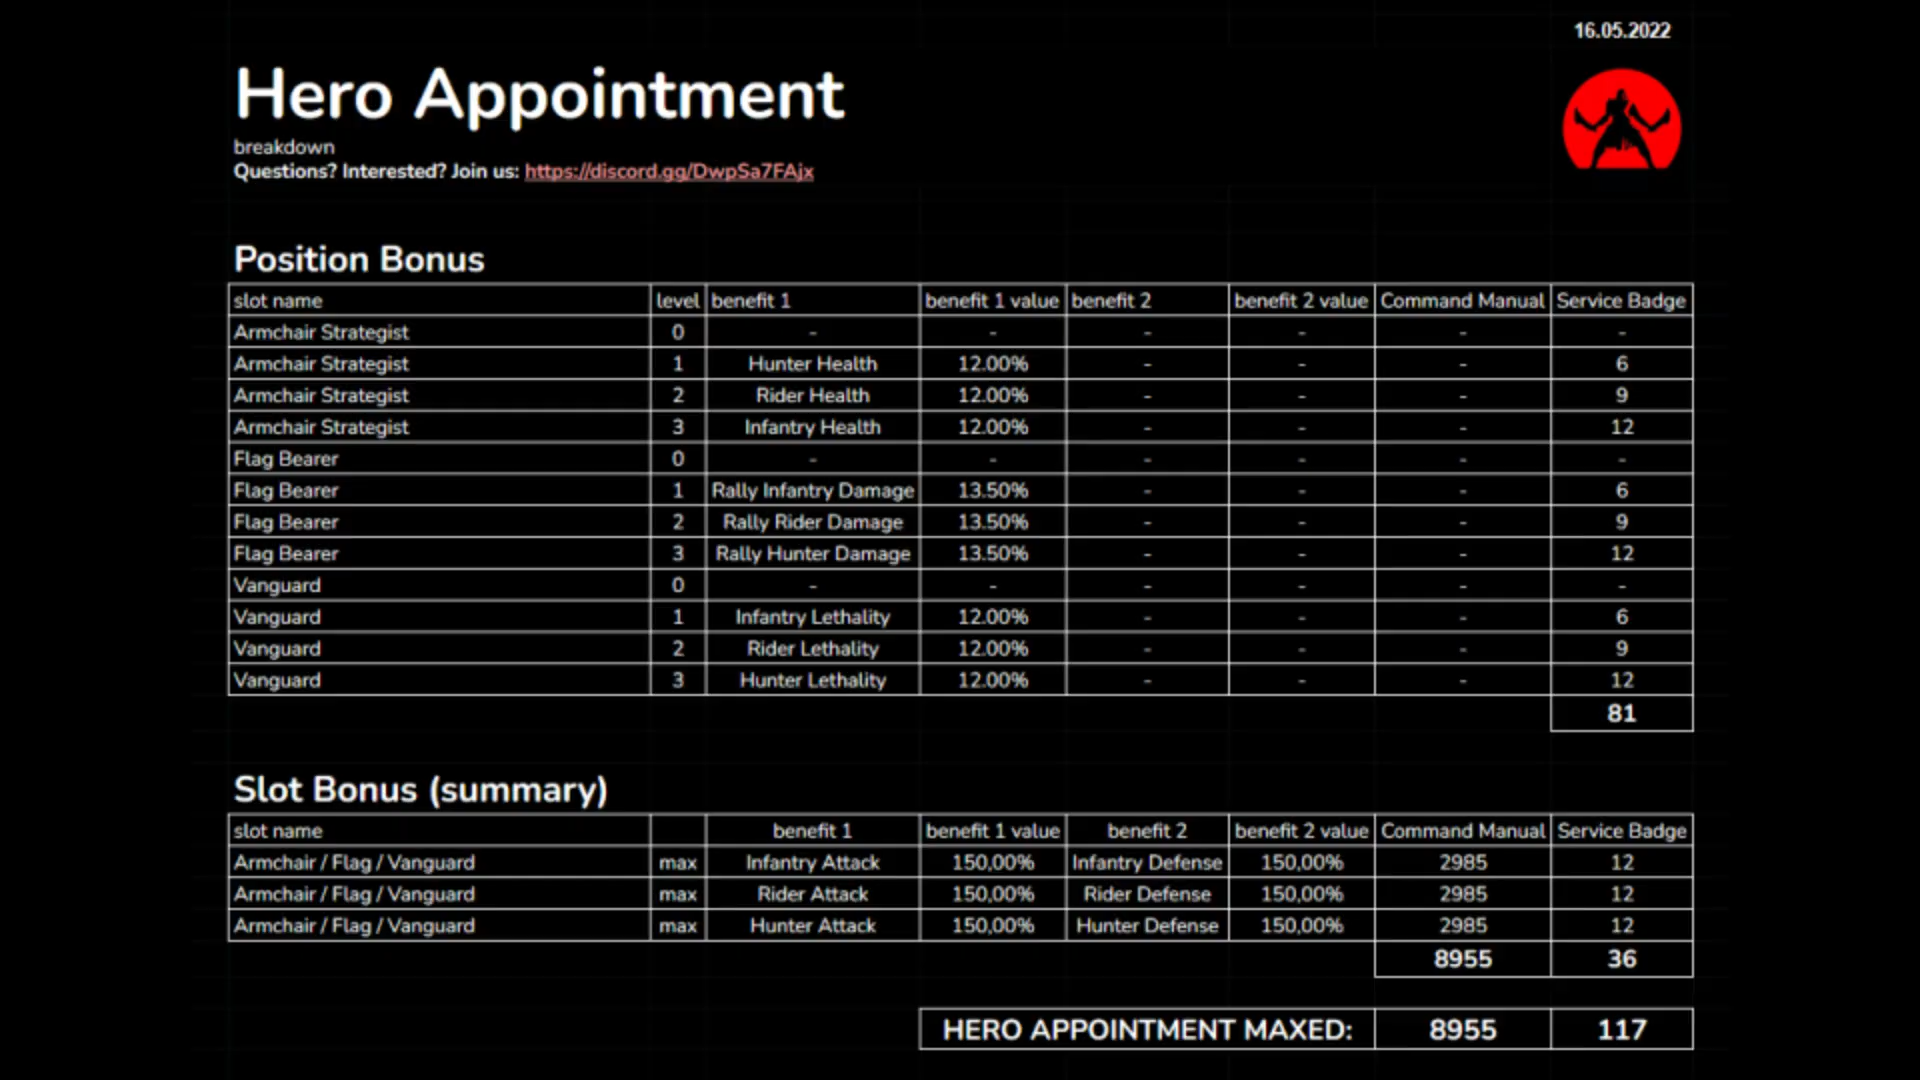 16.05.2022
Hero Appointment
breakdown
Questions? Interested? Join us: https://discord.gg/DwpSa7FAjx
Position Bonus
slot name level benefit 1 benefit 1 value benefit 2 benefit 2 value Command Manual Service Badge
Armchair Strategist 0 - - - - - -
Armchair Strategist 1 Hunter Health 12.00% - - - 6
Armchair Strategist 2 Rider Health 12.00% - - - 9
Armchair Strategist 3 Infantry Health 12.00% - - - 12
Flag Bearer 0 - - - - - -
Flag Bearer 1 Rally Infantry Damage 13.50% - - - 6
Flag Bearer 2 Rally Rider Damage 13.50% - - - 9
Flag Bearer 3 Rally Hunter Damage 13.50% - - - 12
Vanguard 0 - - - - - -
Vanguard 1 Infantry Lethality 12.00% - - - 6
Vanguard 2 Rider Lethality 12.00% - - - 9
Vanguard 3 Hunter Lethality 12.00% - - - 12
81
Slot Bonus (summary)
slot name benefit 1 benefit 1 value benefit 2 benefit 2 value Command Manual Service Badge
Armchair / Flag / Vanguard max Infantry Attack 150,00% Infantry Defense 150,00% 2985 12
Armchair / Flag / Vanguard max Rider Attack 150,00% Rider Defense 150,00% 2985 12
Armchair / Flag / Vanguard max Hunter Attack 150,00% Hunter Defense 150,00% 2985 12
8955 36
HERO APPOINTMENT MAXED: 8955 117